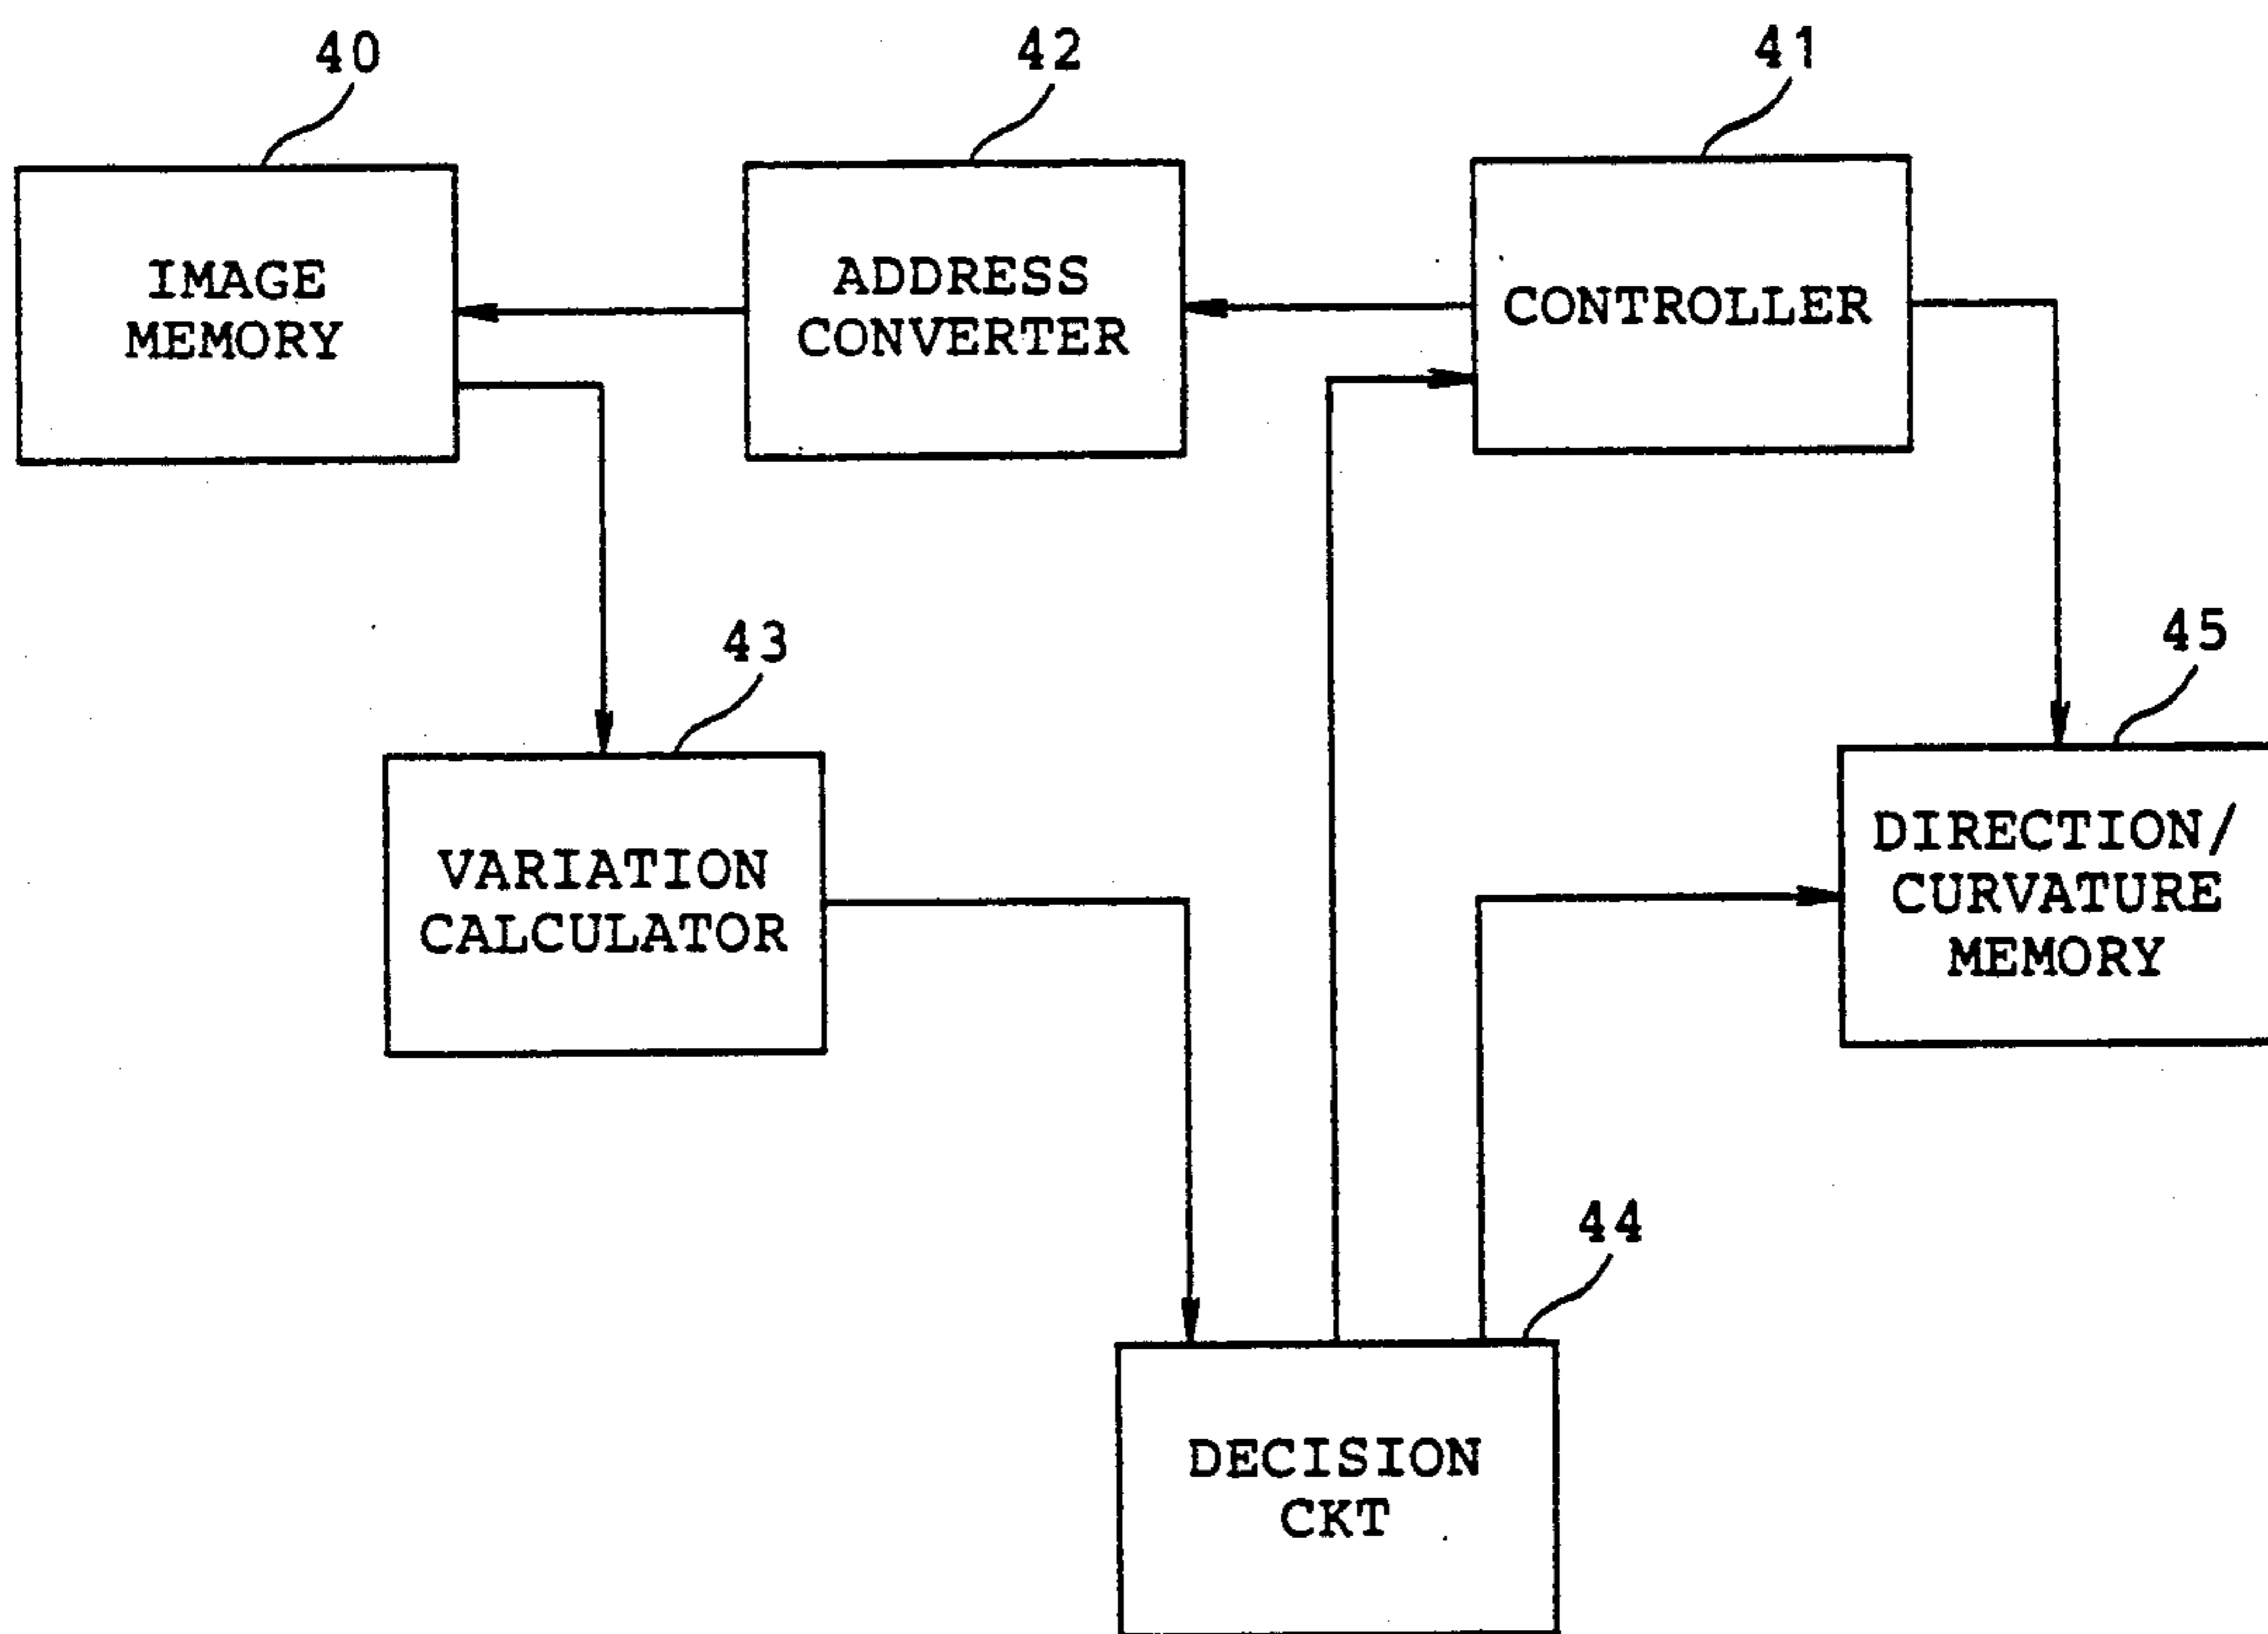 40
42
41
IMAGE
MEMORY
ADDRESS
CONVERTER
CONTROLLER
43
45
VARIATION
CALCULATOR
DIRECTION/
CURVATURE
MEMORY
44
DECISION
CKT